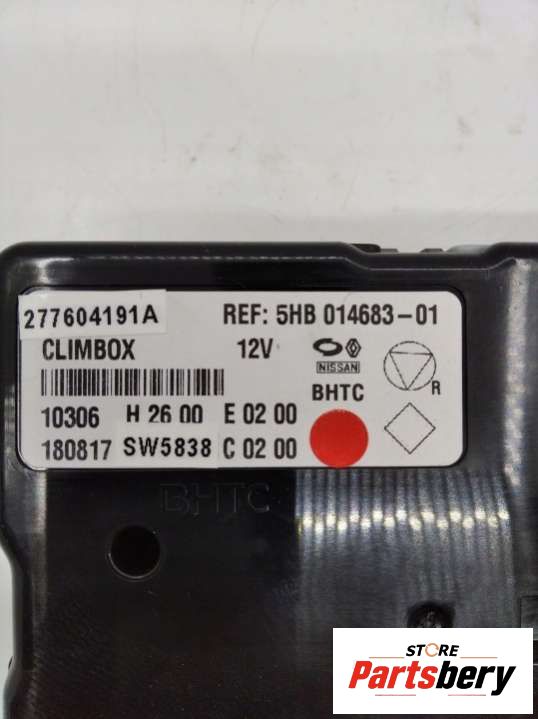 277604191A REF: 5HB 014683-01
CLIMBOX 12V
NISSAN
BHTC
R
10306 H 26 00 E 02 00
180817 SW5838 C 02 00
BHTC
STORE
Partsbery